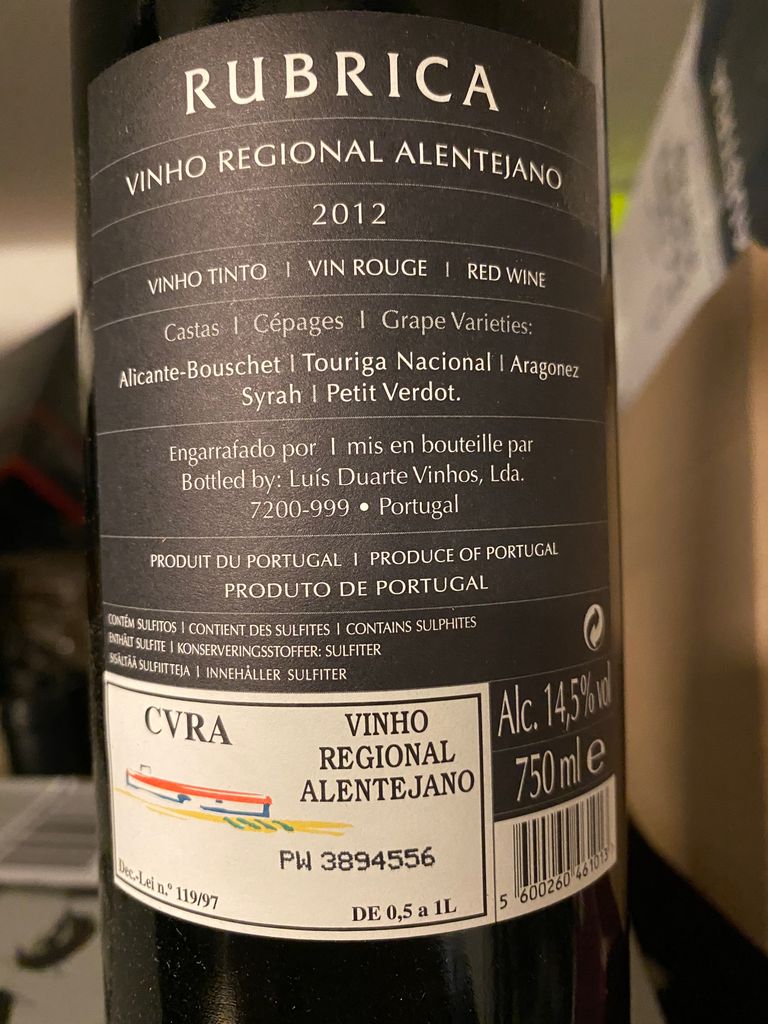 RUBRICA
VINHO REGIONAL ALENTEJANO
2012
VINHO TINTO | VIN ROUGE | RED WINE
Castas | Cépages | Grape Varieties:
Alicante-Bouschet | Touriga Nacional | Aragonez
Syrah | Petit Verdot.
Engarrafado por | mis en bouteille par
Bottled by: Luís Duarte Vinhos, Lda.
7200-999 • Portugal
PRODUIT DU PORTUGAL | PRODUCE OF PORTUGAL
PRODUTO DE PORTUGAL
CONTÉM SULFITOS | CONTIENT DES SULFITES | CONTAINS SULPHITES
ENTHÄLT SULFITE | KONSERVERINGSSTOFFER: SULFITER
SISÄLTÄÄ SULFIITTEJA | INNEHÅLLER SULFITER
Alc. 14,5% vol
750 ml e
CVRA
VINHO
REGIONAL
ALENTEJANO
PW 3894556
Dec.-Lei n.º 119/97
DE 0,5 a 1L
5 600260 461013